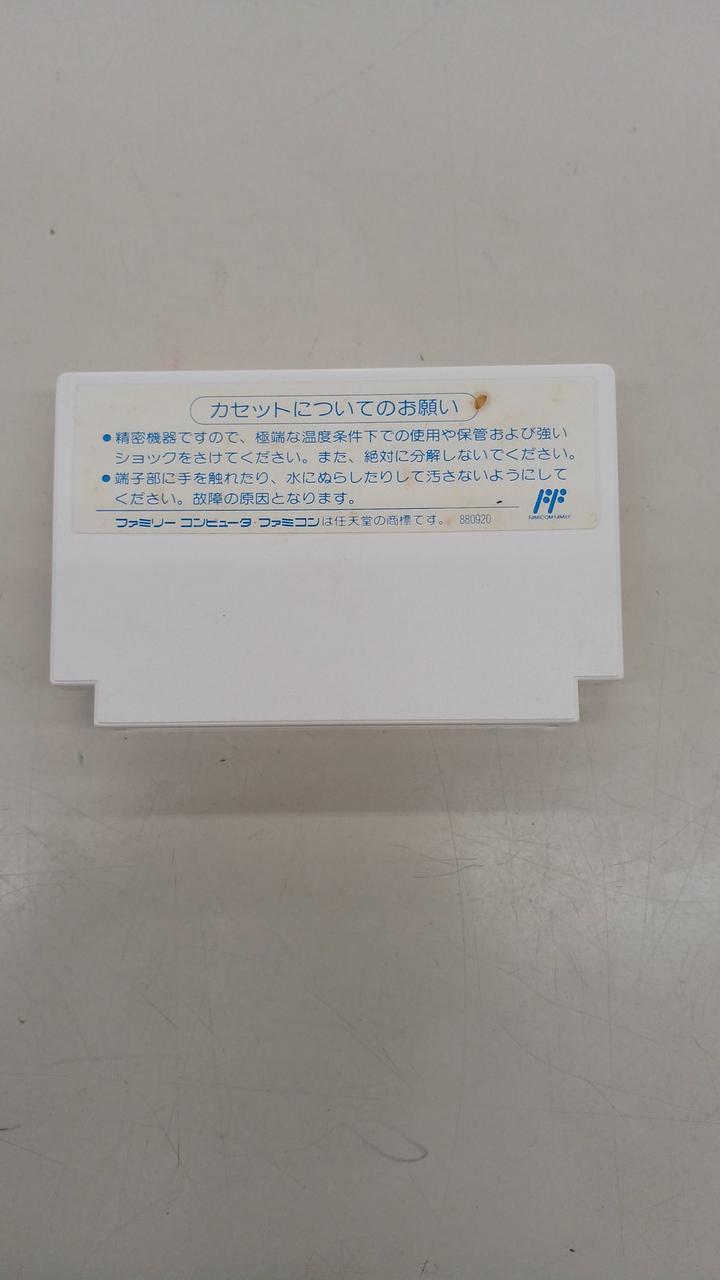 カセットについてのお願い
●精密機器ですので、極端な温度条件下での使用や保管および強い
ショックをさけてください。また、絶対に分解しないでください。
●端子部に手を触れたり、水にぬらしたりして汚さないようにして
ください。故障の原因となります。
FAMICOM FAMILY
ファミリー コンピュータ・ファミコンは任天堂の商標です。 880920